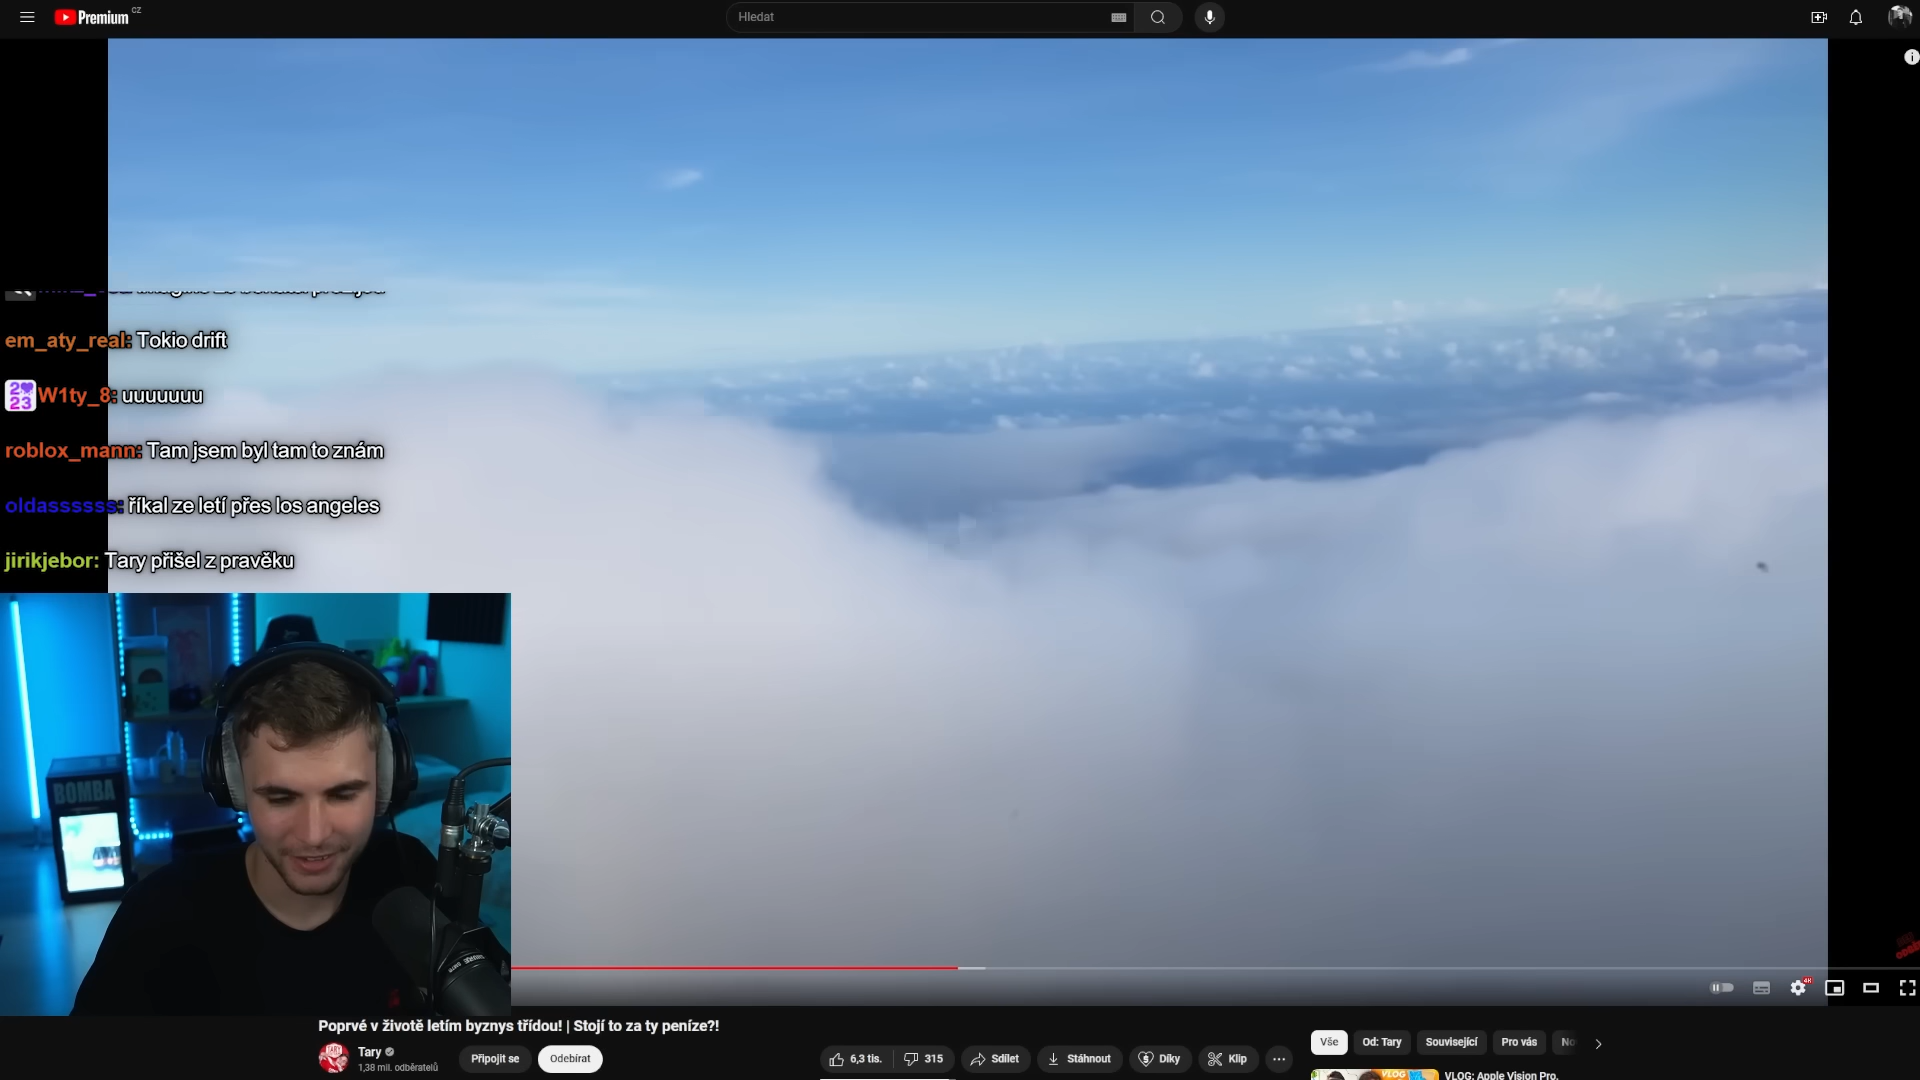 Premium CZ
Hledat
em_aty_real: Tokio drift
2023 W1ty_8: uuuuuuu
roblox_mann: Tam jsem byl tam to znám
oldassssss: říkal ze letí přes los angeles
jirikjebor: Tary přišel z pravěku
BOMBA
Poprvé v životě letím byznys třídou! | Stojí to za ty peníze?!
Tary
1,38 mil. odběratelů
Připojit se
Odebírat
6,3 tis.
315
Sdílet
Stáhnout
Díky
Klip
Vše
Od: Tary
Související
Pro vás
VLOG
VLOG: Apple Vision Pro,